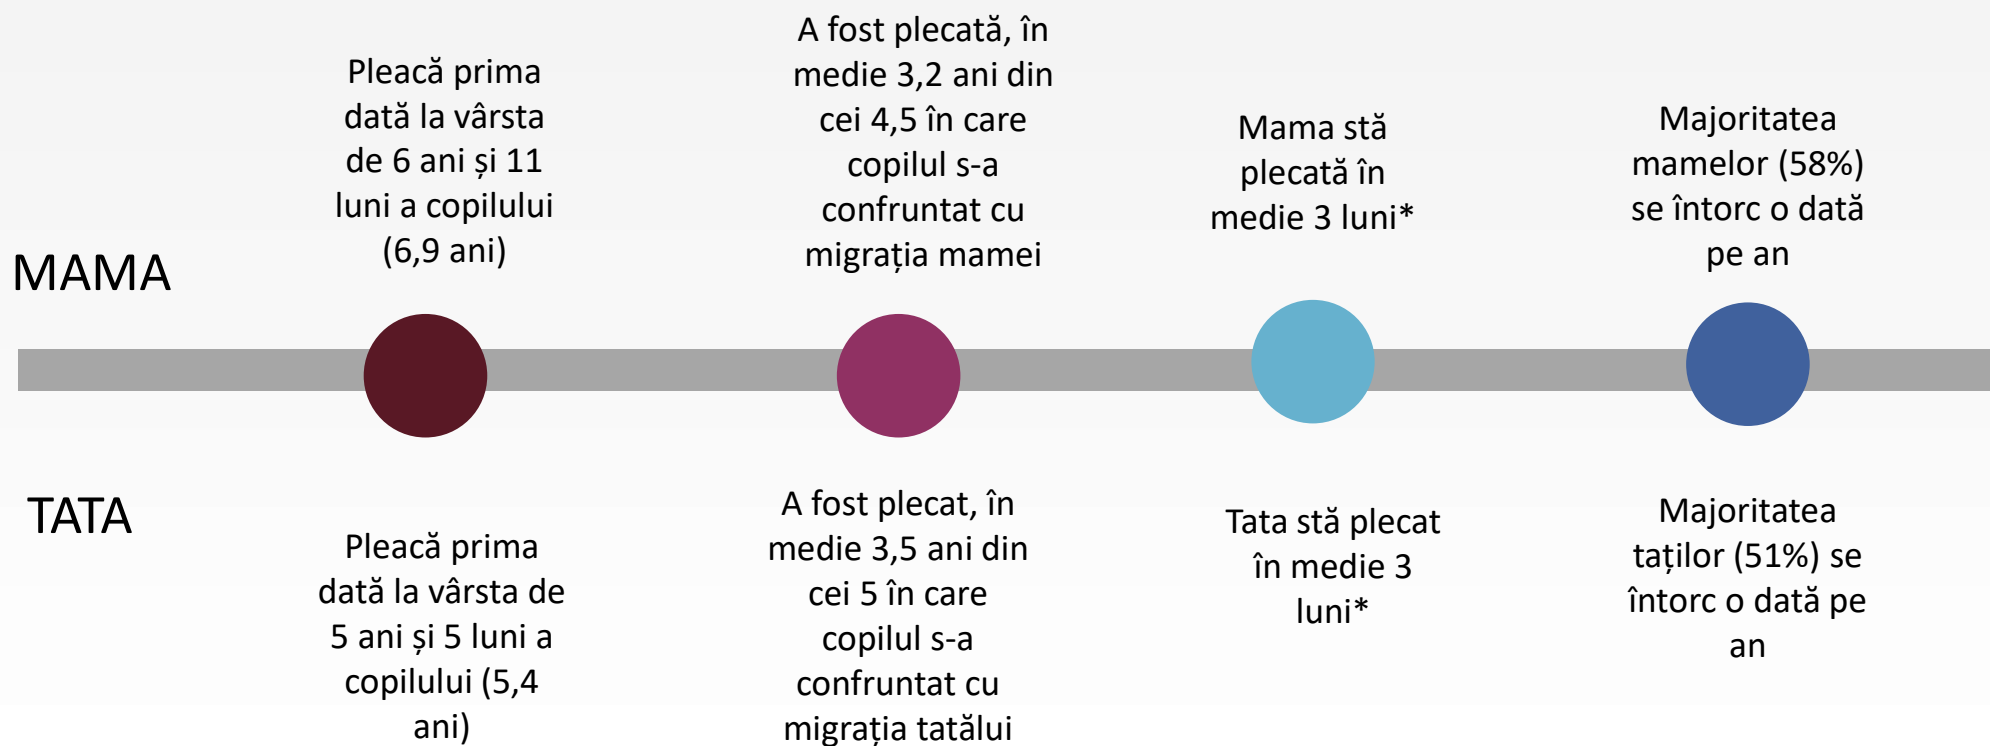 MAMA
Pleacă prima
dată la vârsta
de 6 ani și 11
luni a copilului
(6,9 ani)
A fost plecată, în
medie 3,2 ani din
cei 4,5 în care
copilul s-a
confruntat cu
migrația mamei
Mama stă
plecată în
medie 3 luni*
Majoritatea
mamelor (58%)
se întorc o dată
pe an
TATA
Pleacă prima
dată la vârsta de
5 ani și 5 luni a
copilului (5,4
ani)
A fost plecat, în
medie 3,5 ani din
cei 5 în care
copilul s-a
confruntat cu
migrația tatălui
Tata stă plecat
în medie 3
luni*
Majoritatea
taților (51%) se
întorc o dată pe
an